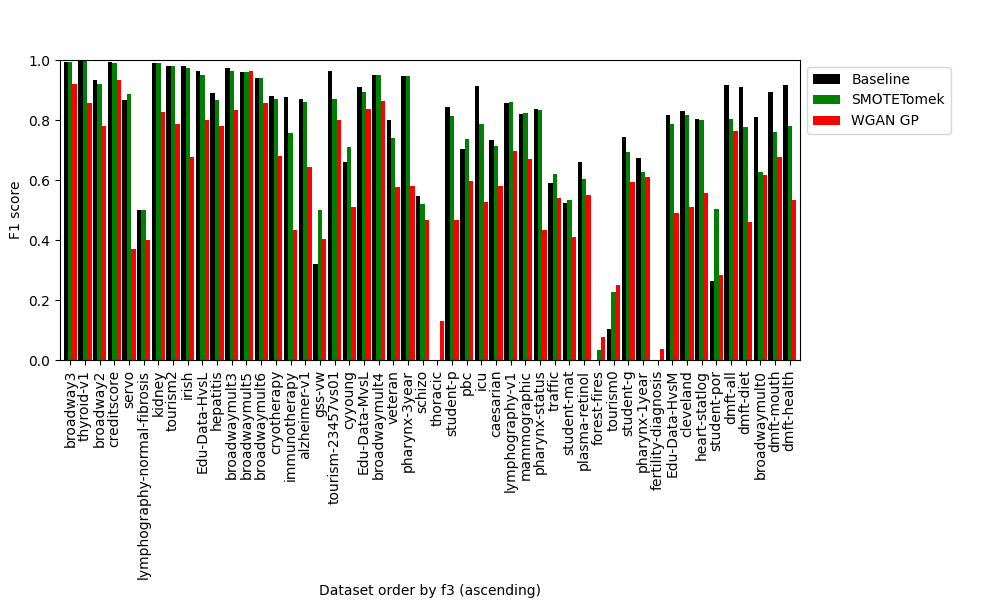 1.0
0.8
0.6
0.4
0.2
0.0
F1 score
Baseline
SMOTETomek
WGAN GP
broadway3
thyroid-v1
broadway2
creditscore
servo
lymphography-normal-fibrosis
kidney
tourism2
irish
Edu-Data-HvsL
hepatitis
broadwaymult3
broadwaymult5
broadwaymult6
cryotherapy
immunotherapy
alzheimer-v1
gss-vw
tourism-23457vs01
cyyoung
Edu-Data-MvsL
broadwaymult4
veteran
pharynx-3year
schizo
thoracic
student-p
pbc
icu
caesarian
lymphography-v1
mammographic
pharynx-status
traffic
student-mat
plasma-retinol
forest-fires
tourism0
student-g
pharynx-1year
fertility-diagnosis
Edu-Data-HvsM
cleveland
heart-statlog
student-por
dmft-all
dmft-diet
broadwaymult0
dmft-mouth
dmft-health
Dataset order by f3 (ascending)